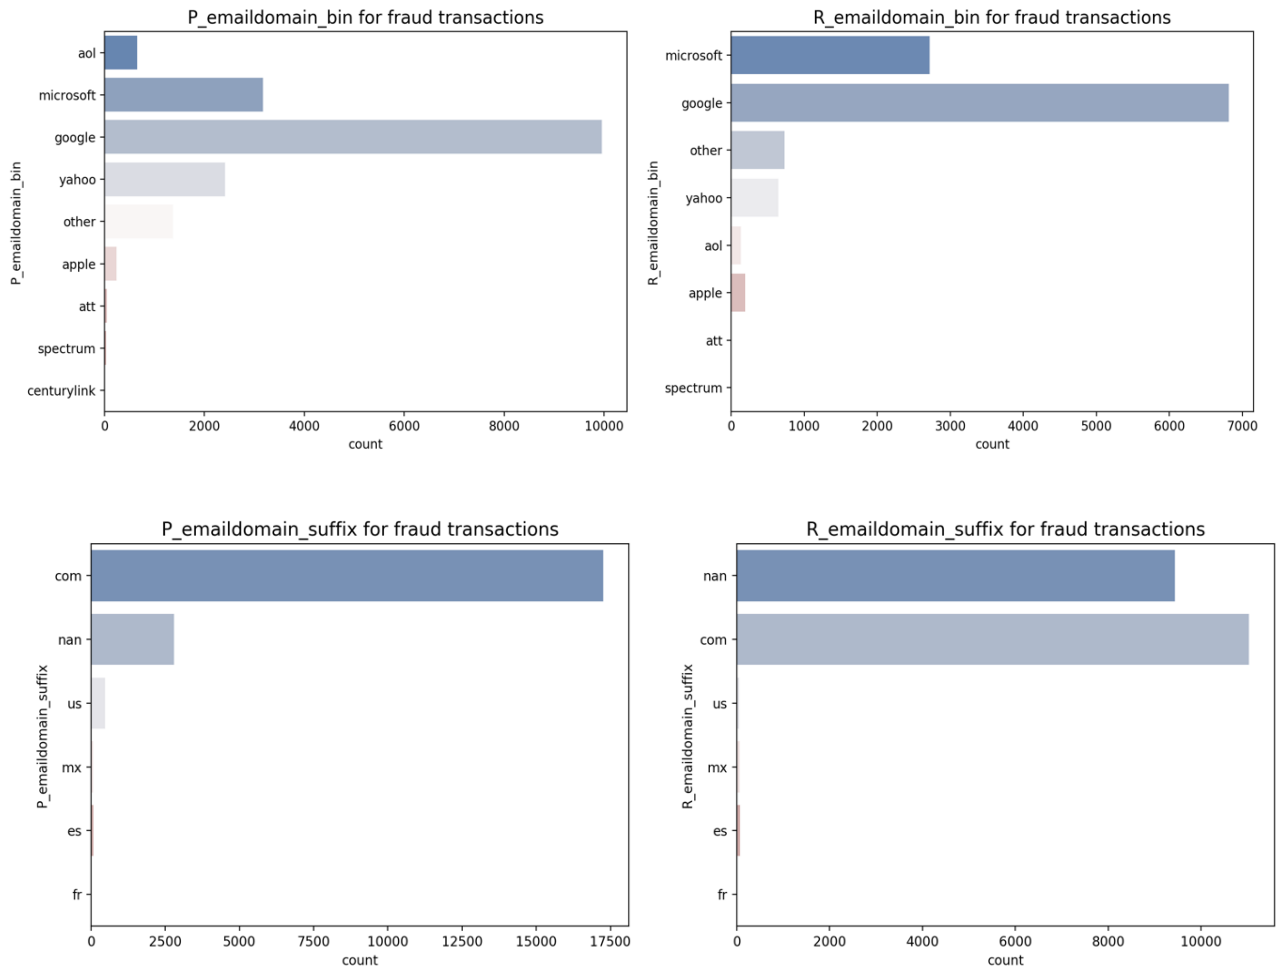 P_emaildomain_bin for fraud transactions
P_emaildomain_bin
aol
microsoft
google
yahoo
other
apple
att
spectrum
centurylink
0 2000 4000 6000 8000 10000
count
R_emaildomain_bin for fraud transactions
R_emaildomain_bin
microsoft
google
other
yahoo
aol
apple
att
spectrum
0 1000 2000 3000 4000 5000 6000 7000
count
P_emaildomain_suffix for fraud transactions
P_emaildomain_suffix
com
nan
us
mx
es
fr
0 2500 5000 7500 10000 12500 15000 17500
count
R_emaildomain_suffix for fraud transactions
R_emaildomain_suffix
nan
com
us
mx
es
fr
0 2000 4000 6000 8000 10000
count